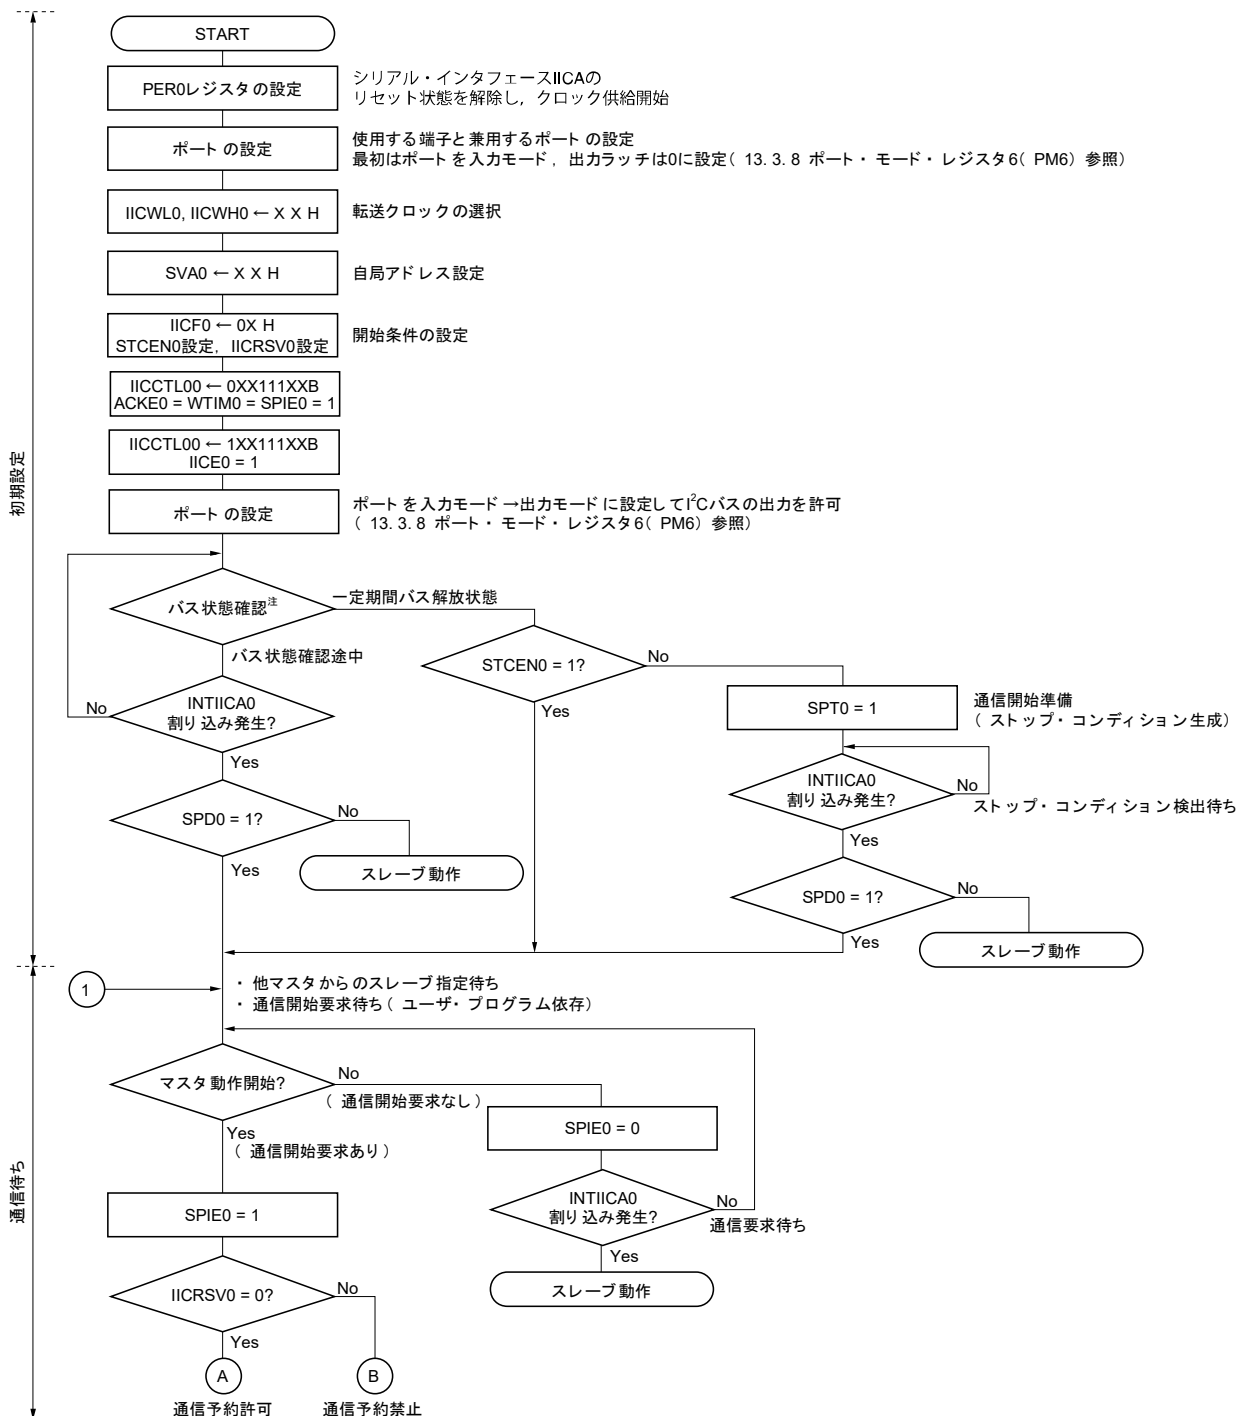 START
PER0レジスタの設定
シリアル・インタフェースIICAの
リセット状態を解除し，クロック供給開始
ポートの設定
使用する端子と兼用するポートの設定
最初はポートを入力モード，出力ラッチは0に設定( 13. 3. 8 ポート・モード・レジスタ6( PM6) 参照)
IICWL0, IICWH0 ← X X H
転送クロックの選択
SVA0 ← X X H
自局アドレス設定
IICF0 ← 0X H
STCEN0設定，IICRSV0設定
開始条件の設定
IICCTL00 ← 0XX111XXB
ACKE0 = WTIM0 = SPIE0 = 1
IICCTL00 ← 1XX111XXB
IICE0 = 1
初期設定
ポートの設定
ポートを入力モード→出力モードに設定してI²Cバスの出力を許可
( 13. 3. 8 ポート・モード・レジスタ6( PM6) 参照)
バス状態確認注
一定期間バス解放状態
バス状態確認途中
STCEN0 = 1?
No
Yes
SPT0 = 1
通信開始準備
( ストップ・コンディション生成)
INTIICA0
割り込み発生?
No
Yes
INTIICA0
割り込み発生?
No
ストップ・コンディション検出待ち
Yes
SPD0 = 1?
No
Yes
スレーブ動作
SPD0 = 1?
No
Yes
スレーブ動作
1
・ 他マスタからのスレーブ指定待ち
・ 通信開始要求待ち( ユーザ・プログラム依存)
マスタ動作開始?
No
( 通信開始要求なし)
Yes
( 通信開始要求あり)
SPIE0 = 0
通信待ち
SPIE0 = 1
INTIICA0
割り込み発生?
No
通信要求待ち
Yes
スレーブ動作
IICRSV0 = 0?
No
Yes
A
B
通信予約許可
通信予約禁止